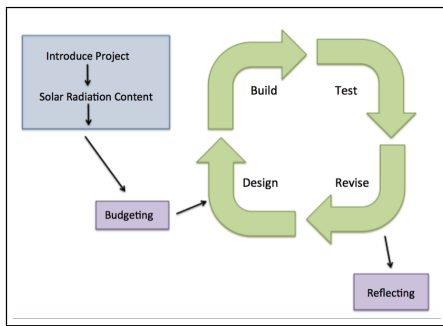 Introduce Project
Solar Radiation Content
Build
Test
Design
Revise
Budgeting
Reflecting